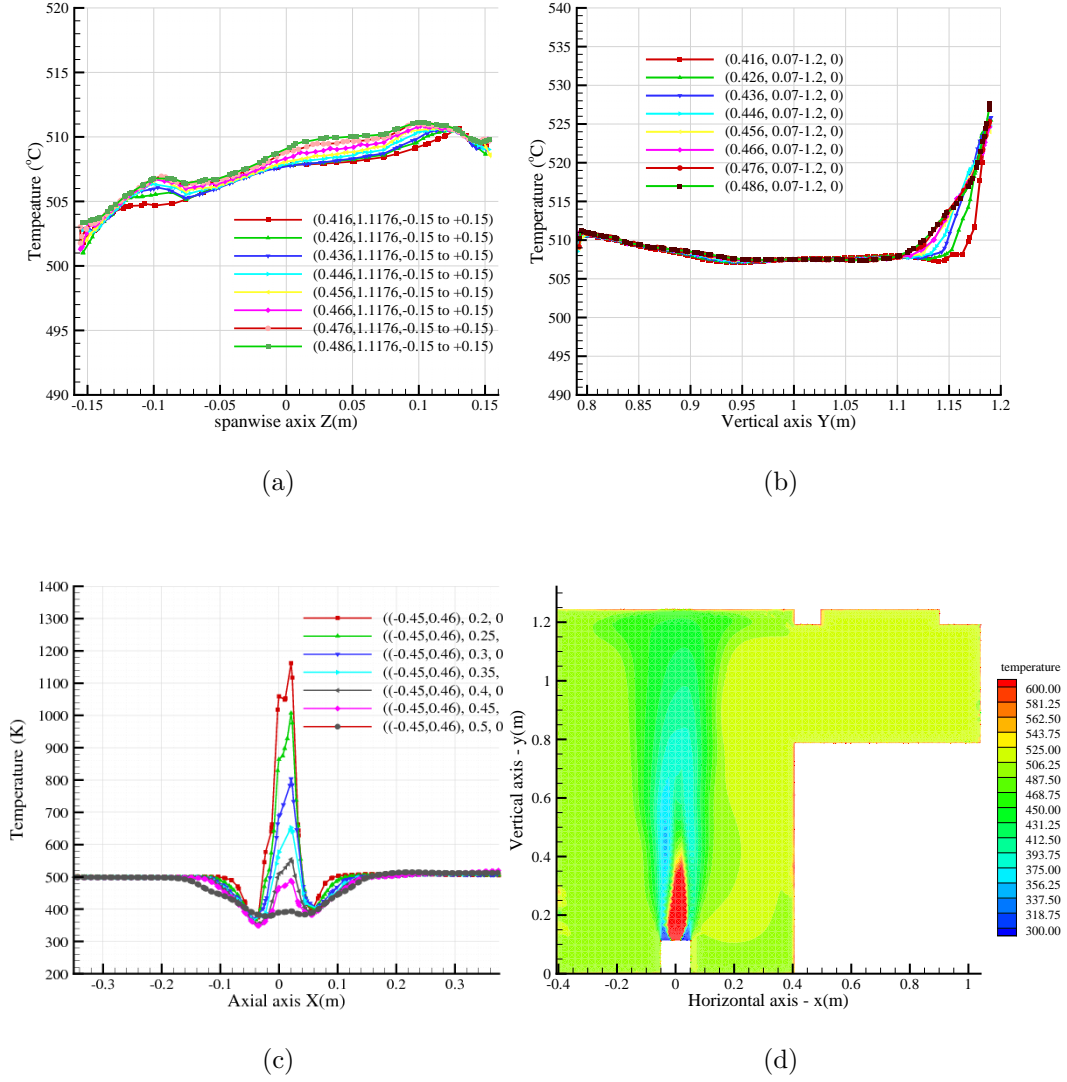 520
515
510
505
500
495
490
Tempeature (°C)
-0.15 -0.1 -0.05 0 0.05 0.1 0.15
spanwise axix Z(m)
(0.416,1.1176,-0.15 to +0.15)
(0.426,1.1176,-0.15 to +0.15)
(0.436,1.1176,-0.15 to +0.15)
(0.446,1.1176,-0.15 to +0.15)
(0.456,1.1176,-0.15 to +0.15)
(0.466,1.1176,-0.15 to +0.15)
(0.476,1.1176,-0.15 to +0.15)
(0.486,1.1176,-0.15 to +0.15)
(a)
540
535
530
525
520
515
510
505
500
495
490
Temperature (°C)
0.8 0.85 0.9 0.95 1 1.05 1.1 1.15 1.2
Vertical axis Y(m)
(0.416, 0.07-1.2, 0)
(0.426, 0.07-1.2, 0)
(0.436, 0.07-1.2, 0)
(0.446, 0.07-1.2, 0)
(0.456, 0.07-1.2, 0)
(0.466, 0.07-1.2, 0)
(0.476, 0.07-1.2, 0)
(0.486, 0.07-1.2, 0)
(b)
1400
1300
1200
1100
1000
900
800
700
600
500
400
300
200
Temperature (K)
-0.3 -0.2 -0.1 0 0.1 0.2 0.3
Axial axis X(m)
((-0.45,0.46), 0.2, 0
((-0.45,0.46), 0.25,
((-0.45,0.46), 0.3, 0
((-0.45,0.46), 0.35,
((-0.45,0.46), 0.4, 0
((-0.45,0.46), 0.45,
((-0.45,0.46), 0.5, 0
(c)
1.2
1
0.8
0.6
0.4
0.2
0
Vertical axis - y(m)
-0.4 -0.2 0 0.2 0.4 0.6 0.8 1
Horizontal axis - x(m)
temperature
600.00
581.25
562.50
543.75
525.00
506.25
487.50
468.75
450.00
431.25
412.50
393.75
375.00
356.25
337.50
318.75
300.00
(d)